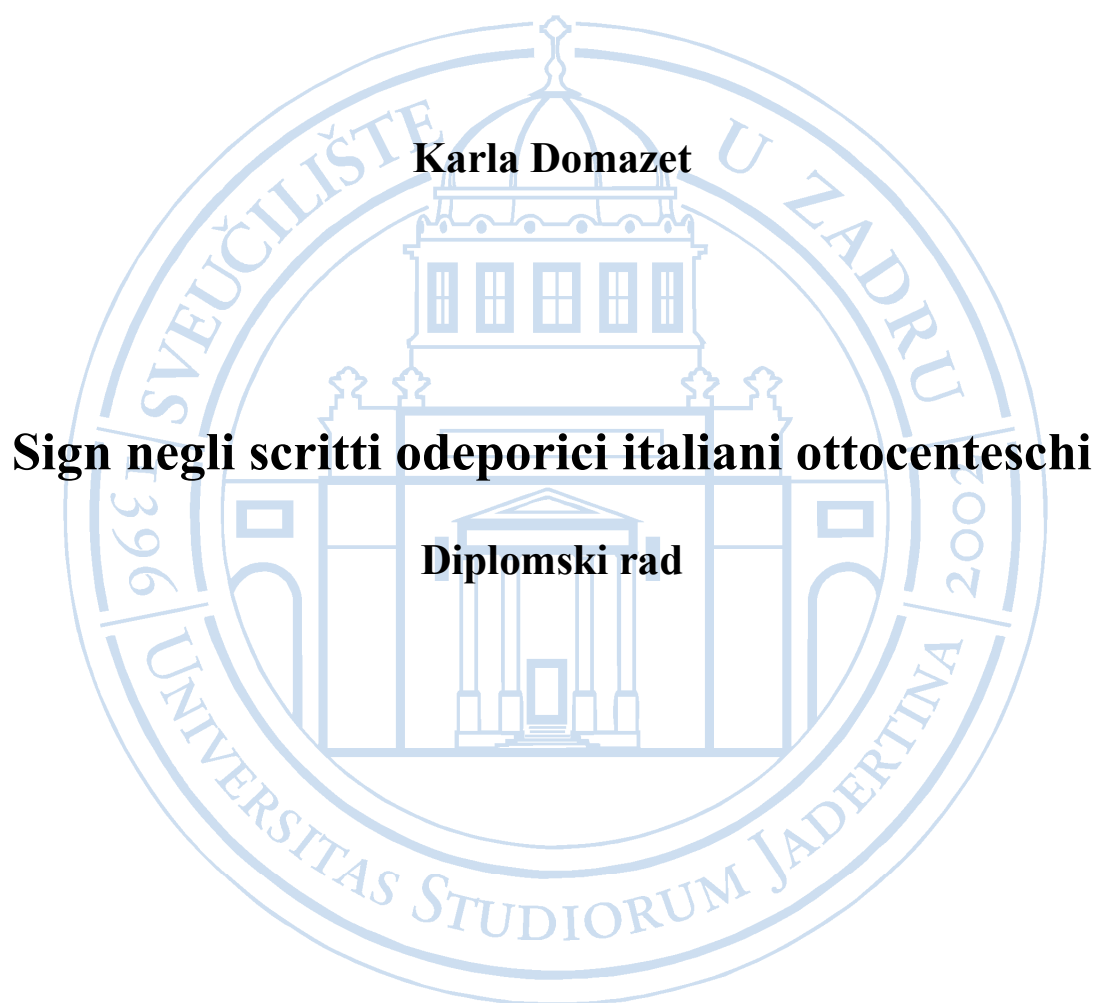 Karla Domazet
Sign negli scritti odeporici italiani ottocenteschi
Diplomski rad
SVEUČILIŠTE U ZADRU
1396
2002
UNIVERSITAS STUDIORUM JADERTINA